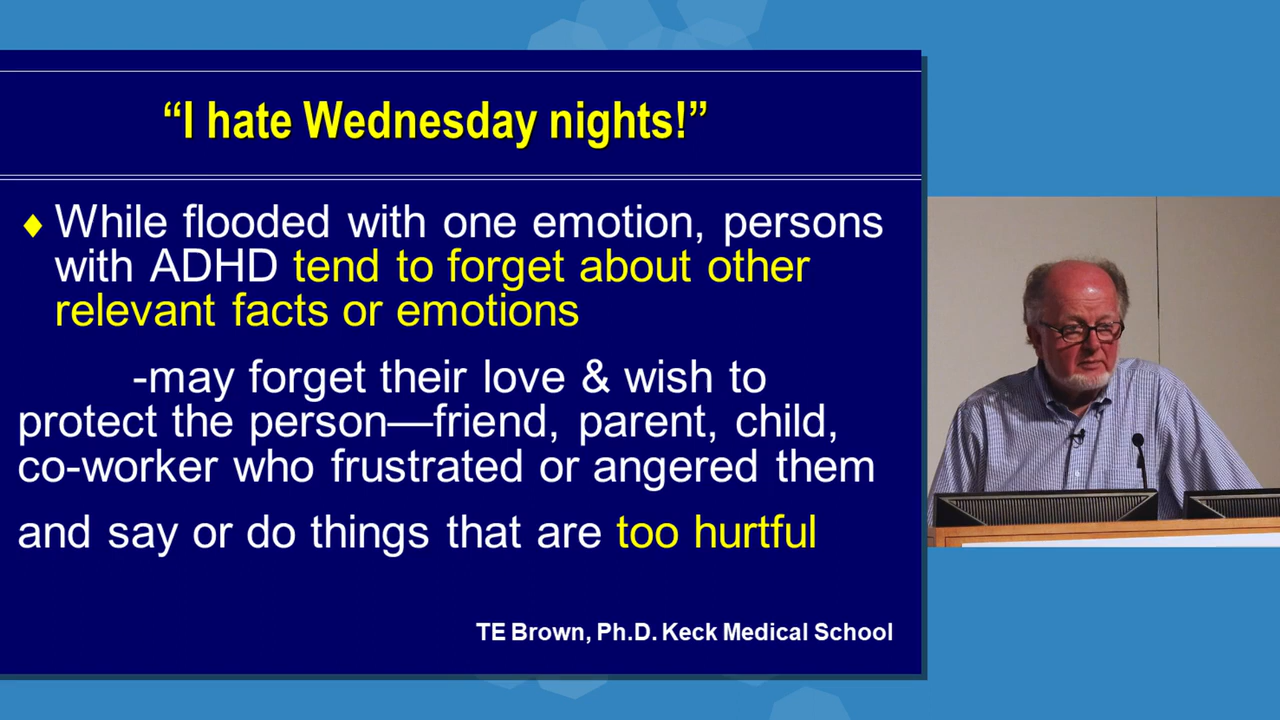 “I hate Wednesday nights!”
While flooded with one emotion, persons
with ADHD tend to forget about other
relevant facts or emotions
-may forget their love & wish to
protect the person—friend, parent, child,
co-worker who frustrated or angered them
and say or do things that are too hurtful
TE Brown, Ph.D. Keck Medical School